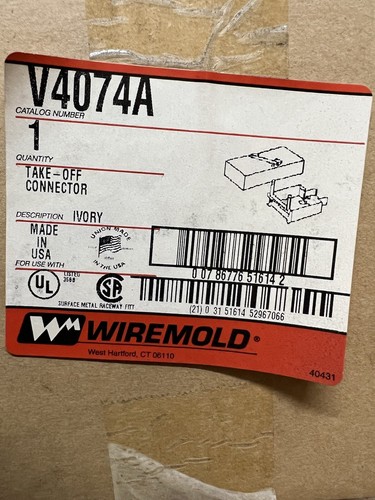 V4074A
CATALOG NUMBER
1
QUANTITY
TAKE-OFF
CONNECTOR
DESCRIPTION IVORY
MADE
IN
USA
UNION MADE
IN THE USA
FOR USE WITH
0 07 86776 51614 2
UL LISTED
SA
SURFACE METAL RACEWAY FITT
(21) 0 31 51614 52967066
WIREMOLD®
West Hartford, CT 06110
40431